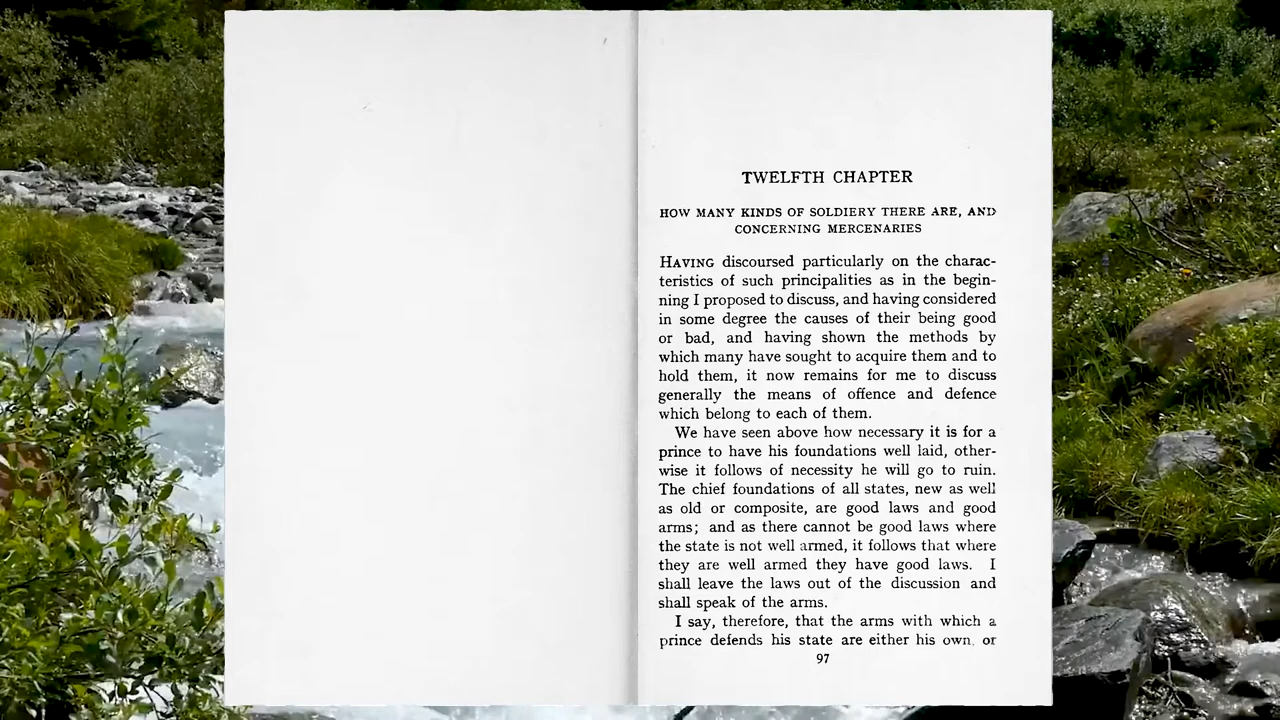 TWELFTH CHAPTER
HOW MANY KINDS OF SOLDIERY THERE ARE, AND
CONCERNING MERCENARIES
HAVING discoursed particularly on the charac-
teristics of such principalities as in the begin-
ning I proposed to discuss, and having considered
in some degree the causes of their being good
or bad, and having shown the methods by
which many have sought to acquire them and to
hold them, it now remains for me to discuss
generally the means of offence and defence
which belong to each of them.
We have seen above how necessary it is for a
prince to have his foundations well laid, other-
wise it follows of necessity he will go to ruin.
The chief foundations of all states, new as well
as old or composite, are good laws and good
arms; and as there cannot be good laws where
the state is not well armed, it follows that where
they are well armed they have good laws. I
shall leave the laws out of the discussion and
shall speak of the arms.
I say, therefore, that the arms with which a
prince defends his state are either his own, or
97